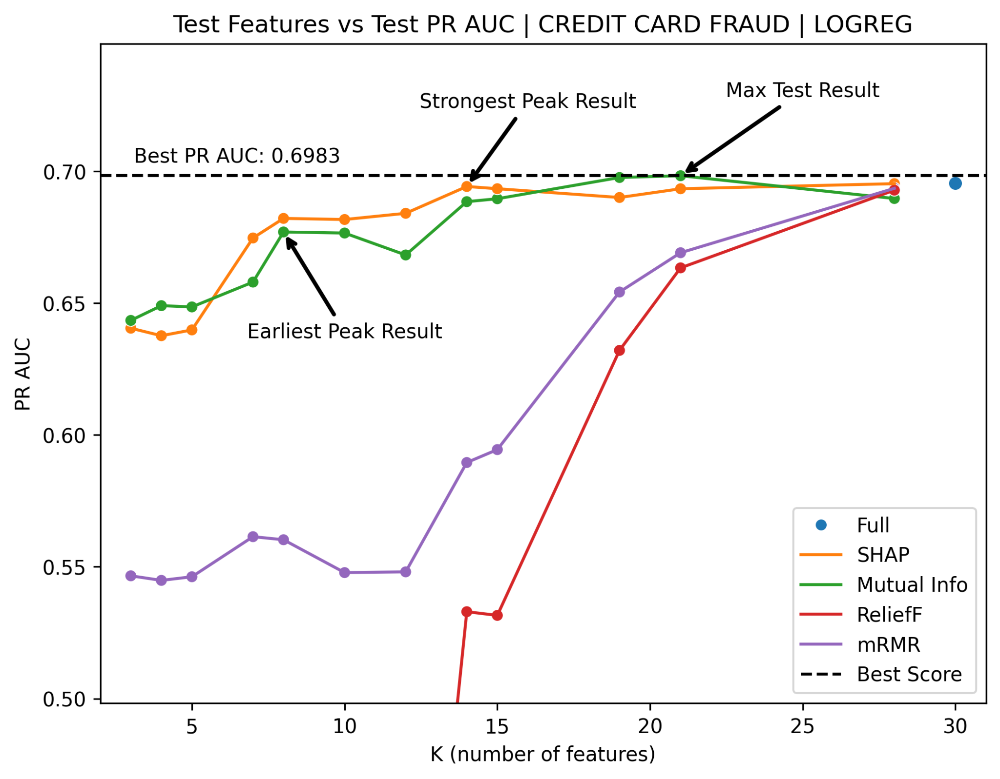 Test Features vs Test PR AUC | CREDIT CARD FRAUD | LOGREG
Max Test Result
Strongest Peak Result
Best PR AUC: 0.6983
Earliest Peak Result
PR AUC
0.70
0.65
0.60
0.55
0.50
5
10
15
20
25
30
K (number of features)
Full
SHAP
Mutual Info
ReliefF
mRMR
Best Score